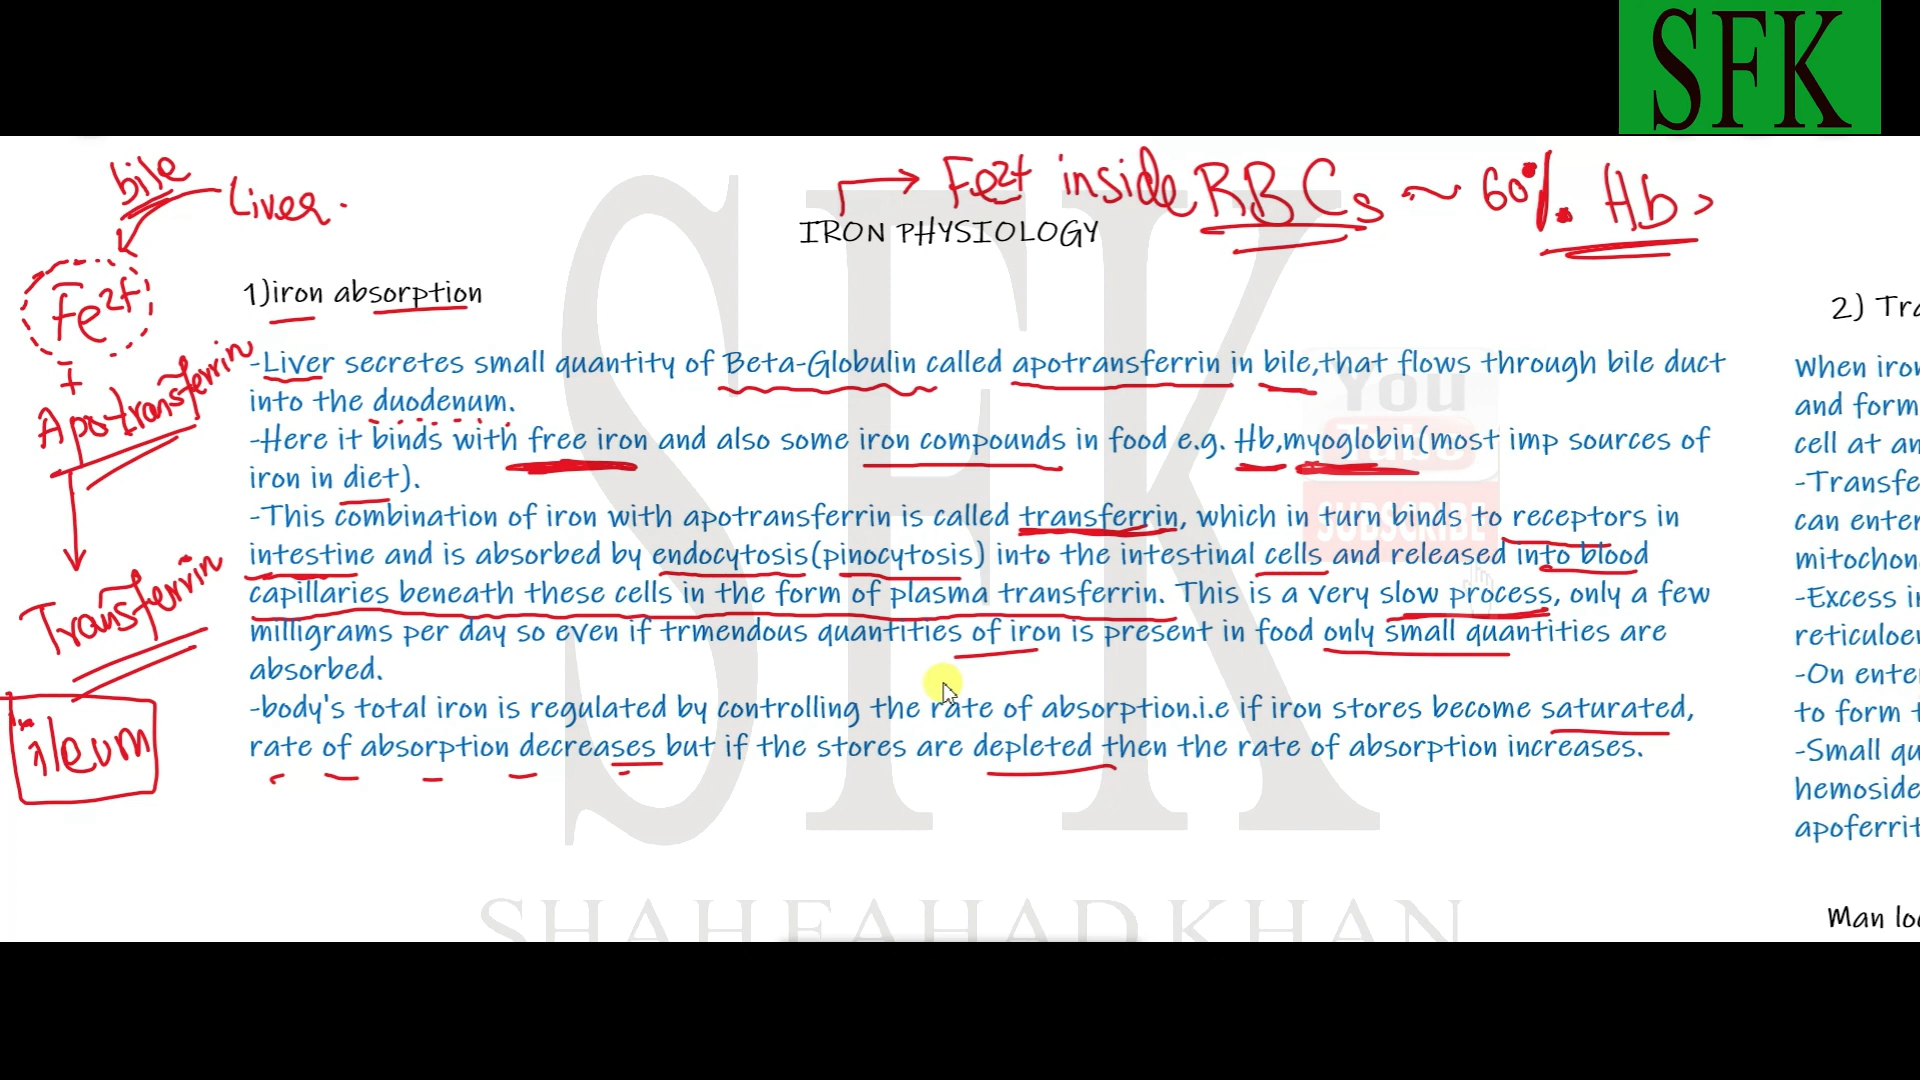 SFK
bile
Liver.
Fe2+ inside RBCs ~ 60% Hb >
IRON PHYSIOLOGY
Fe2+
1)iron absorption
2) Tra
+
Apotransferrin
-Liver secretes small quantity of Beta-Globulin called apotransferrin in bile,that flows through bile duct
into the duodenum.
-Here it binds with free iron and also some iron compounds in food e.g. Hb,myoglobin(most imp sources of
iron in diet).
-This combination of iron with apotransferrin is called transferrin, which in turn binds to receptors in
intestine and is absorbed by endocytosis(pinocytosis) into the intestinal cells and released into blood
capillaries beneath these cells in the form of plasma transferrin. This is a very slow process, only a few
milligrams per day so even if trmendous quantities of iron is present in food only small quantities are
absorbed.
-body's total iron is regulated by controlling the rate of absorption.i.e if iron stores become saturated,
rate of absorption decreases but if the stores are depleted then the rate of absorption increases.
Transferrin
In
ileum
When iron
and form
cell at an
-Transfe
can enter
mitochon
-Excess i
reticuloe
-On ente
to form t
-Small qu
hemoside
apoferrit
Man lo
You
Tube
SUBSCRIBE
SFK
SHAHFAHAD KHAN